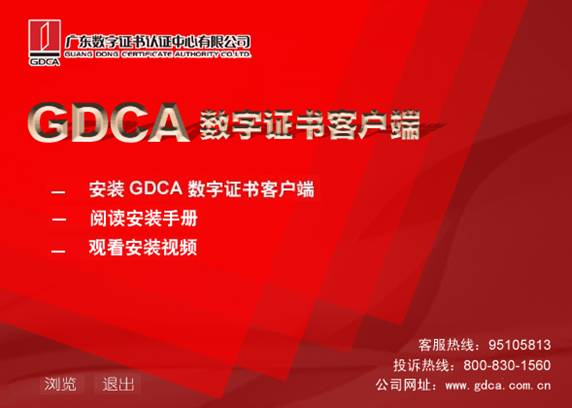 广东数字证书认证中心有限公司
GUANG DONG CERTIFICATE AUTHORITY CO.LTD.
GDCA
GDCA 数字证书客户端
— 安装 GDCA 数字证书客户端
— 阅读安装手册
— 观看安装视频
客服热线：95105813
投诉热线：800-830-1560
公司网址：www.gdca.com.cn
浏览 退出